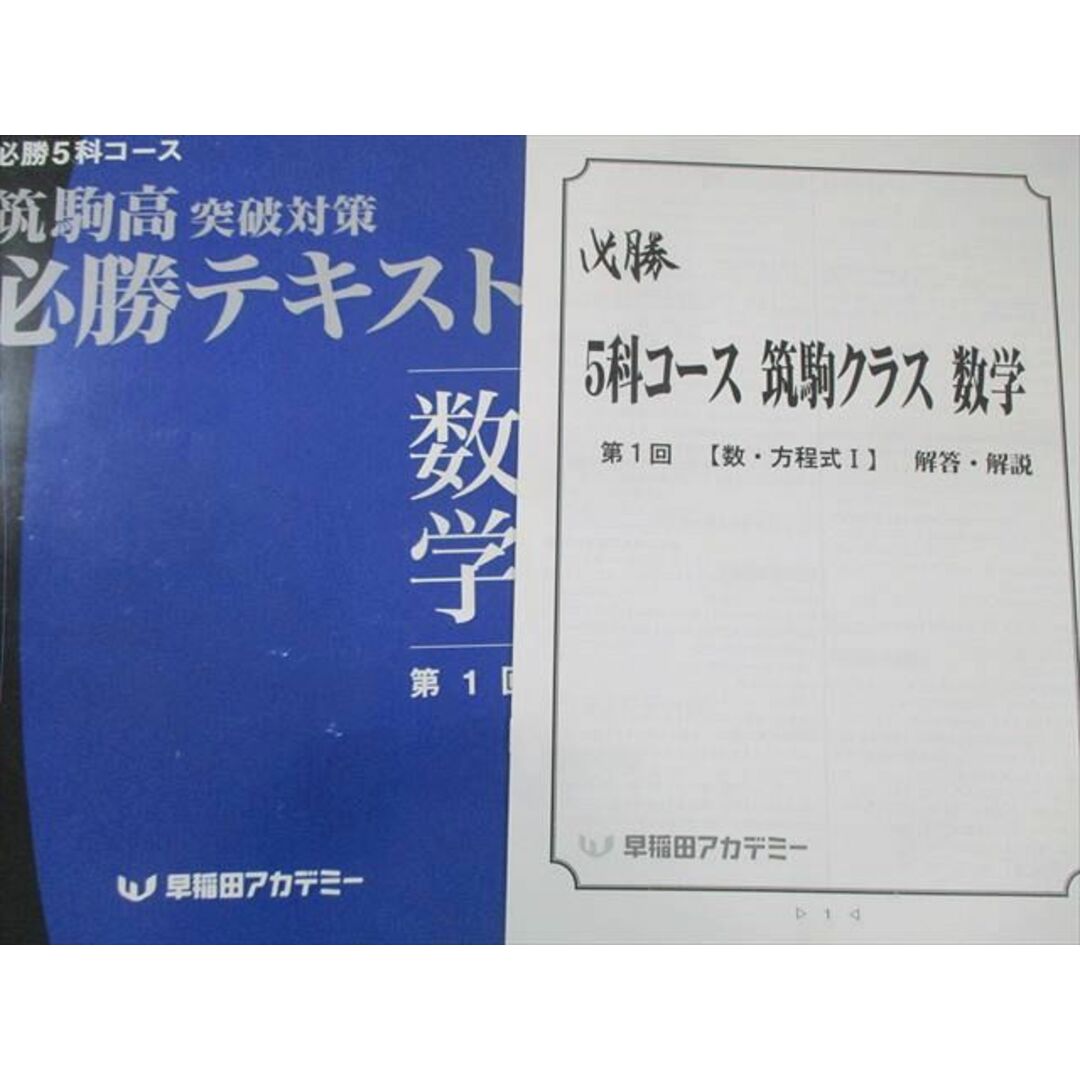 必勝5科コース
筑駒高 突破対策
必勝テキスト
数学
第1回
早稲田アカデミー
必勝
5科コース 筑駒クラス 数学
第1回 【数・方程式Ⅰ】 解答・解説
早稲田アカデミー
▷ 1 ◁